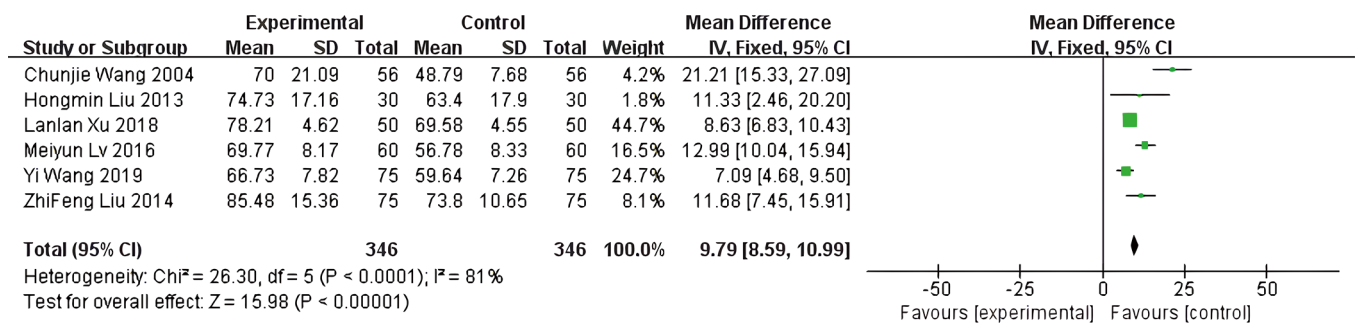 Experimental Control Mean Difference Mean Difference
Study or Subgroup Mean SD Total Mean SD Total Weight IV, Fixed, 95% CI IV, Fixed, 95% CI
Chunjie Wang 2004 70 21.09 56 48.79 7.68 56 4.2% 21.21 [15.33, 27.09]
Hongmin Liu 2013 74.73 17.16 30 63.4 17.9 30 1.8% 11.33 [2.46, 20.20]
Lanlan Xu 2018 78.21 4.62 50 69.58 4.55 50 44.7% 8.63 [6.83, 10.43]
Meiyun Lv 2016 69.77 8.17 60 56.78 8.33 60 16.5% 12.99 [10.04, 15.94]
Yi Wang 2019 66.73 7.82 75 59.64 7.26 75 24.7% 7.09 [4.68, 9.50]
ZhiFeng Liu 2014 85.48 15.36 75 73.8 10.65 75 8.1% 11.68 [7.45, 15.91]
Total (95% CI) 346 346 100.0% 9.79 [8.59, 10.99]
Heterogeneity: Chi² = 26.30, df = 5 (P < 0.0001); I² = 81%
Test for overall effect: Z = 15.98 (P < 0.00001)
-50 -25 0 25 50
Favours [experimental] Favours [control]